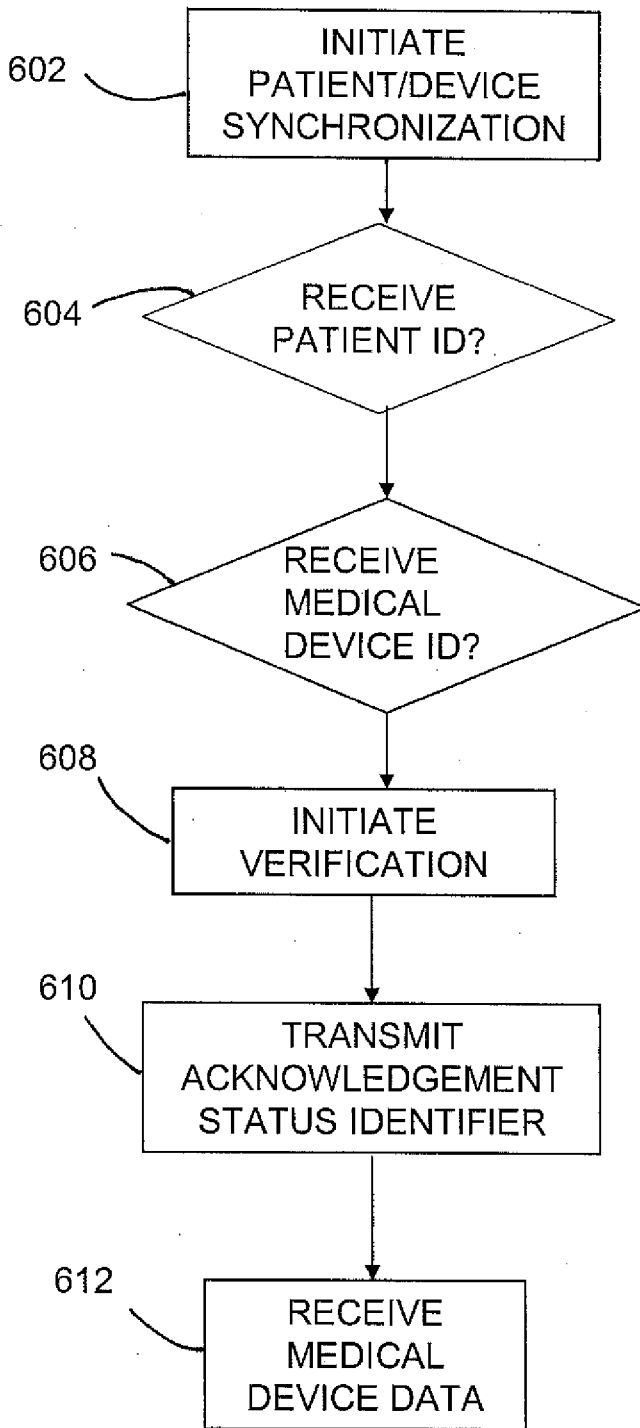 602
INITIATE
PATIENT/DEVICE
SYNCHRONIZATION
604
RECEIVE
PATIENT ID?
606
RECEIVE
MEDICAL
DEVICE ID?
608
INITIATE
VERIFICATION
610
TRANSMIT
ACKNOWLEDGEMENT
STATUS IDENTIFIER
612
RECEIVE
MEDICAL
DEVICE DATA